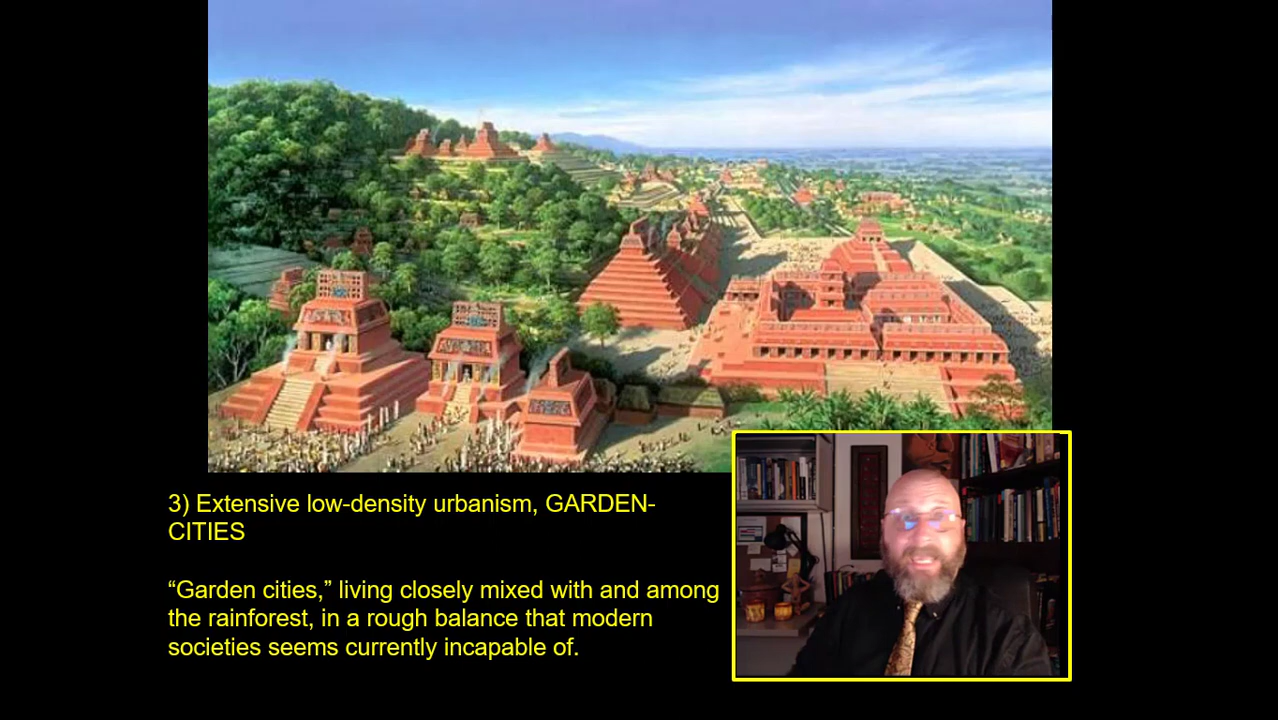 3) Extensive low-density urbanism, GARDEN-
CITIES
“Garden cities,” living closely mixed with and among
the rainforest, in a rough balance that modern
societies seems currently incapable of.